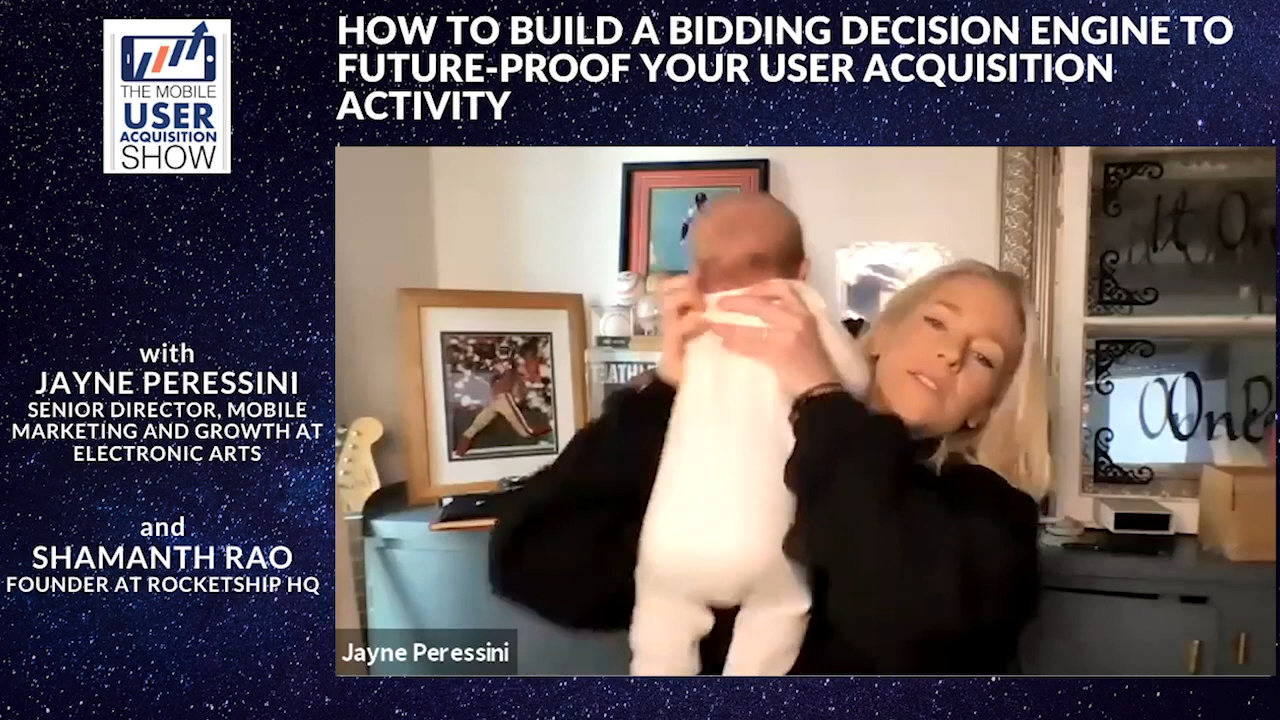 THE MOBILE
USER
ACQUISITION
SHOW
HOW TO BUILD A BIDDING DECISION ENGINE TO
FUTURE-PROOF YOUR USER ACQUISITION
ACTIVITY
with
JAYNE PERESSINI
SENIOR DIRECTOR, MOBILE
MARKETING AND GROWTH AT
ELECTRONIC ARTS
and
SHAMANTH RAO
FOUNDER AT ROCKETSHIP HQ
It On
Jayne Peressini